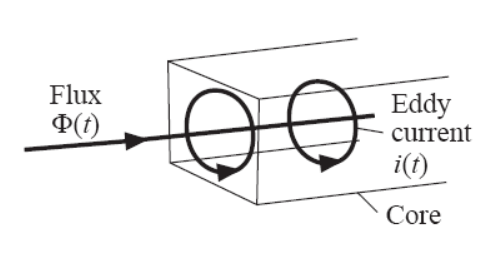 Flux
Φ(t)
Eddy
current
i(t)
Core